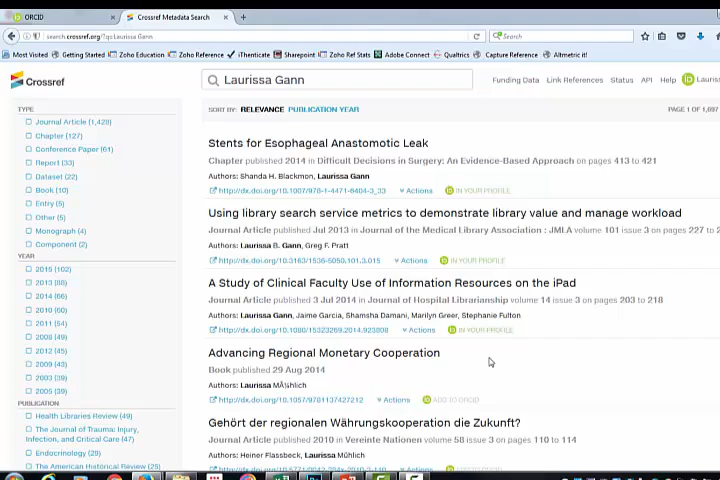 ORCID
Crossref Metadata Search
search.crossref.org/?q=Laurissa Gann
Search
Most Visited Getting Started Zoho Education Zoho Reference iThenticate Sharepoint Zoho Ref Stats Adobe Connect Qualtrics Capture Reference Altmetric it!
Crossref
Laurissa Gann
Funding Data Link References Status API Help Lauriss
TYPE
SORT BY: RELEVANCE PUBLICATION YEAR
PAGE 1 OF 1,697
Journal Article (1,428)
Chapter (127)
Conference Paper (61)
Report (33)
Dataset (22)
Book (10)
Entry (5)
Other (5)
Monograph (4)
Component (2)
YEAR
2015 (102)
2013 (88)
2014 (66)
2010 (60)
2011 (54)
2008 (49)
2012 (45)
2009 (43)
2003 (39)
2005 (39)
PUBLICATION
Health Libraries Review (49)
The Journal of Trauma: Injury,
Infection, and Critical Care (47)
Endocrinology (29)
The American Historical Review (25)
Stents for Esophageal Anastomotic Leak
Chapter published 2014 in Difficult Decisions in Surgery: An Evidence-Based Approach on pages 413 to 421
Authors: Shanda H. Blackmon, Laurissa Gann
http://dx.doi.org/10.1007/978-1-4471-6404-3_33 Actions IN YOUR PROFILE
Using library search service metrics to demonstrate library value and manage workload
Journal Article published Jul 2013 in Journal of the Medical Library Association : JMLA volume 101 issue 3 on pages 227 to 2
Authors: Laurissa B. Gann, Greg F. Pratt
http://dx.doi.org/10.3163/1536-5050.101.3.015 Actions IN YOUR PROFILE
A Study of Clinical Faculty Use of Information Resources on the iPad
Journal Article published 3 Jul 2014 in Journal of Hospital Librarianship volume 14 issue 3 on pages 203 to 218
Authors: Laurissa Gann, Jaime Garcia, Shamsha Damani, Marilyn Greer, Stephanie Fulton
http://dx.doi.org/10.1080/15323269.2014.923808 Actions IN YOUR PROFILE
Advancing Regional Monetary Cooperation
Book published 29 Aug 2014
Authors: Laurissa MÃ¼hlich
http://dx.doi.org/10.1057/9781137427212 Actions ADD TO ORCID
Gehört der regionalen Währungskooperation die Zukunft?
Journal Article published 2010 in Vereinte Nationen volume 58 issue 3 on pages 110 to 114
Authors: Heiner Flassbeck, Laurissa Mühlich